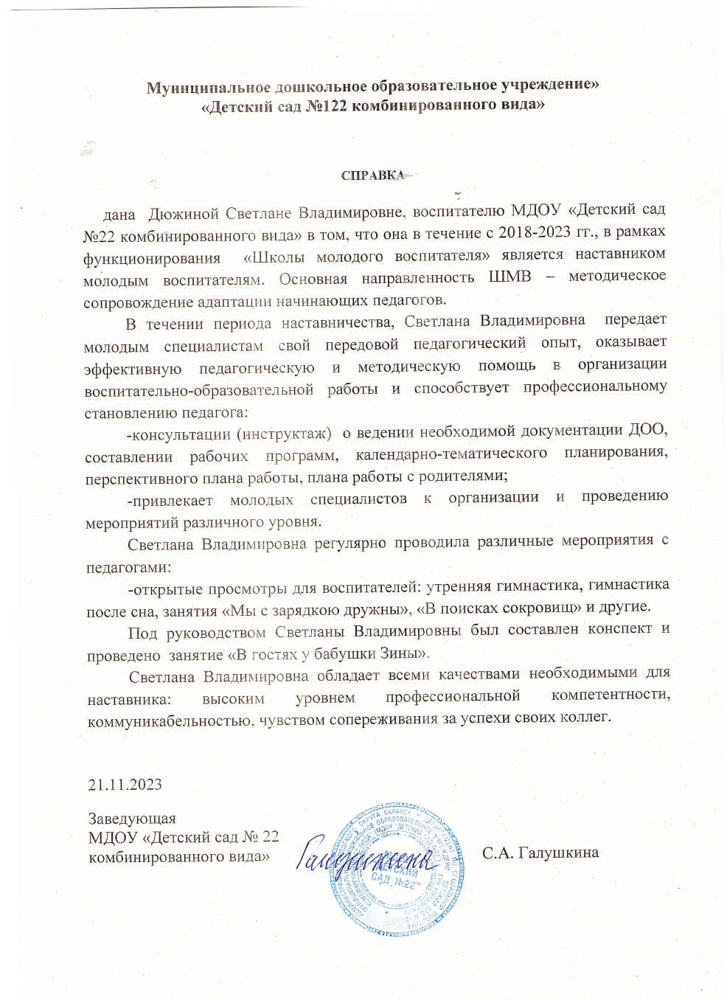 Муниципальное дошкольное образовательное учреждение»
«Детский сад №122 комбинированного вида»
СПРАВКА
дана Дюжиной Светлане Владимировне, воспитателю МДОУ «Детский сад
№22 комбинированного вида» в том, что она в течение с 2018-2023 гг., в рамках
функционирования «Школы молодого воспитателя» является наставником
молодым воспитателям. Основная направленность ШМВ – методическое
сопровождение адаптации начинающих педагогов.
В течении периода наставничества, Светлана Владимировна передает
молодым специалистам свой передовой педагогический опыт, оказывает
эффективную педагогическую и методическую помощь в организации
воспитательно-образовательной работы и способствует профессиональному
становлению педагога:
-консультации (инструктаж) о ведении необходимой документации ДОО,
составлении рабочих программ, календарно-тематического планирования,
перспективного плана работы, плана работы с родителями;
-привлекает молодых специалистов к организации и проведению
мероприятий различного уровня.
Светлана Владимировна регулярно проводила различные мероприятия с
педагогами:
-открытые просмотры для воспитателей: утренняя гимнастика, гимнастика
после сна, занятия «Мы с зарядкою дружны», «В поисках сокровищ» и другие.
Под руководством Светланы Владимировны был составлен конспект и
проведено занятие «В гостях у бабушки Зины».
Светлана Владимировна обладает всеми качествами необходимыми для
наставника: высоким уровнем профессиональной компетентности,
коммуникабельностью, чувством сопереживания за успехи своих коллег.
21.11.2023
Заведующая
МДОУ «Детский сад № 22
комбинированного вида»
Галушкина
ДЕТСКИЙ
САД №22"
С.А. Галушкина